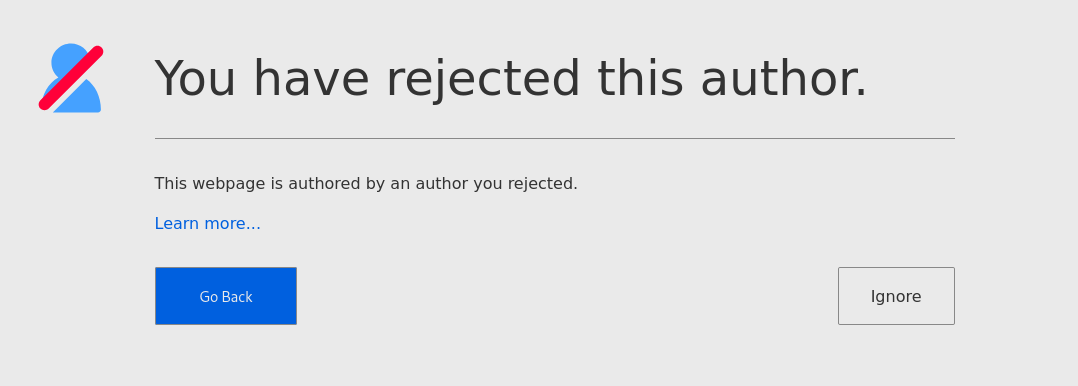 You have rejected this author.
This webpage is authored by an author you rejected.
Learn more...
Go Back
Ignore